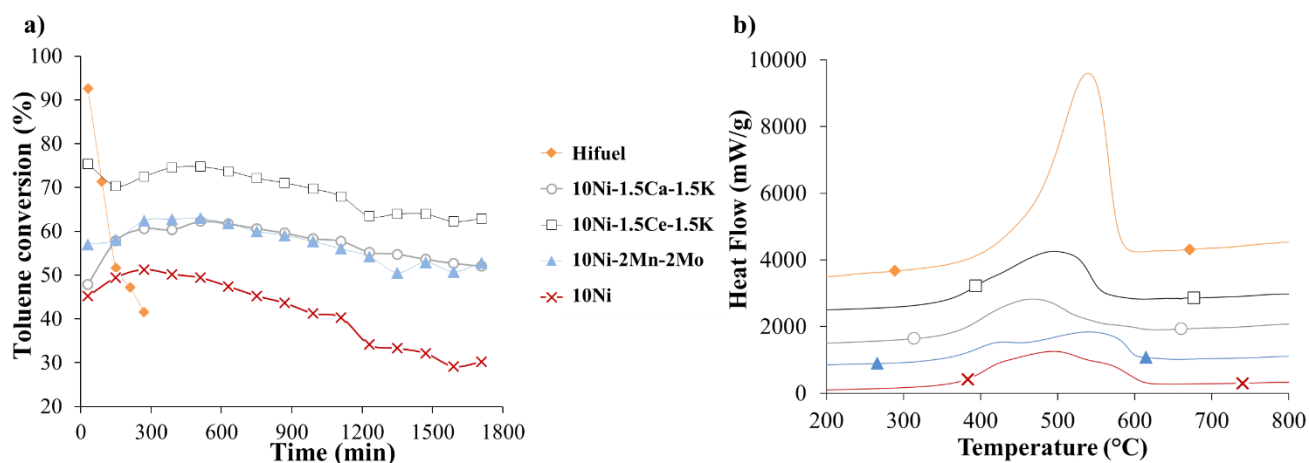 a)
Toluene conversion (%)
100
90
80
70
60
50
40
30
20
0
300
600
900
1200
1500
1800
Time (min)
Hifuel
10Ni-1.5Ca-1.5K
10Ni-1.5Ce-1.5K
10Ni-2Mn-2Mo
10Ni
b)
Heat Flow (mW/g)
10000
8000
6000
4000
2000
0
200
300
400
500
600
700
800
Temperature (°C)